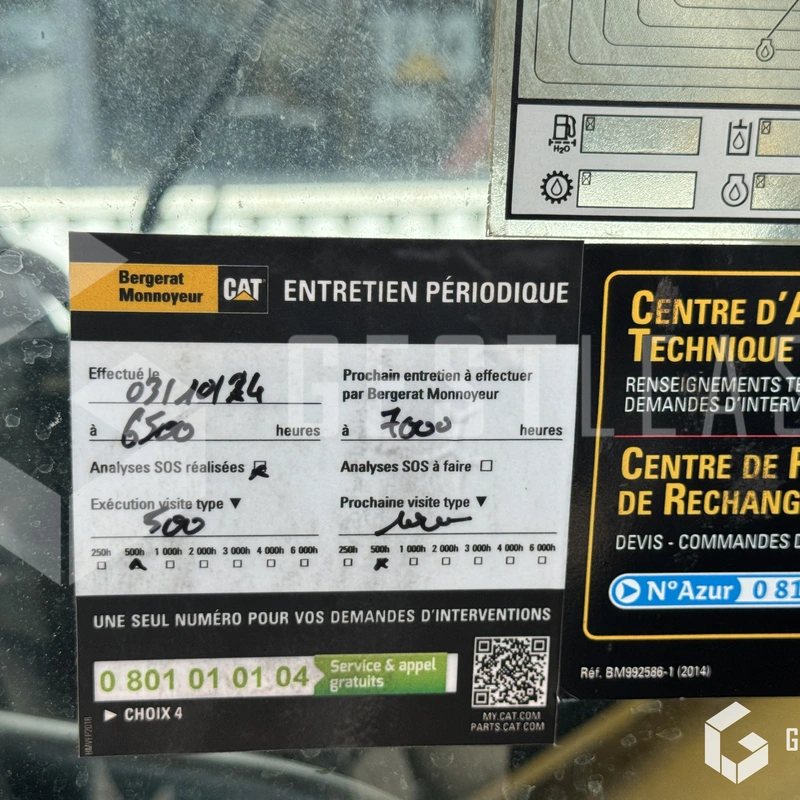 H2O
Bergerat
Monnoyeur
CAT
ENTRETIEN PÉRIODIQUE
Effectué le
03/10/24
à 6500 heures
Analyses SOS réalisées
Exécution visite type ▼
500
250h 500h 1 000h 2 000h 3 000h 4 000h 6 000h
Prochain entretien à effectuer
par Bergerat Monnoyeur
à 7000 heures
Analyses SOS à faire
Prochaine visite type ▼
250h 500h 1 000h 2 000h 3 000h 4 000h 6 000h
UNE SEUL NUMÉRO POUR VOS DEMANDES D'INTERVENTIONS
0 801 01 01 04
Service & appel
gratuits
▶ CHOIX 4
MY.CAT.COM
PARTS.CAT.COM
CENTRE D'A
TECHNIQUE
RENSEIGNEMENTS TE
DEMANDES D'INTERV
CENTRE DE
DE RECHANG
DEVIS - COMMANDES D
N°Azur 0 81
Réf. BM992586-1 (2014)
GESTLEAS
G